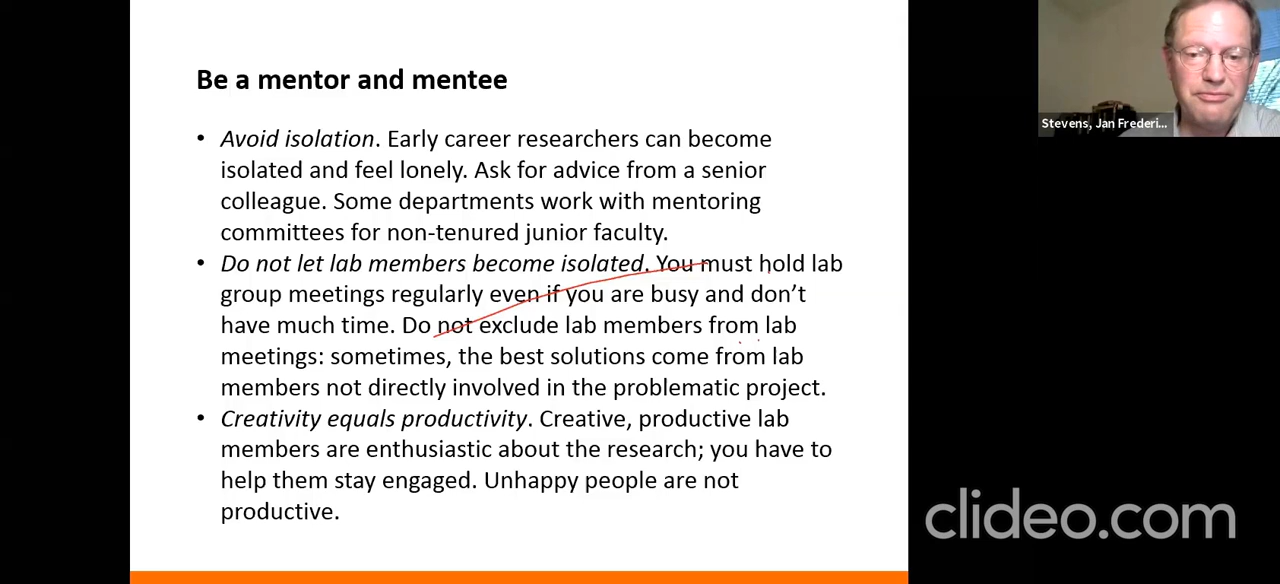 Be a mentor and mentee
• Avoid isolation. Early career researchers can become
isolated and feel lonely. Ask for advice from a senior
colleague. Some departments work with mentoring
committees for non-tenured junior faculty.
• Do not let lab members become isolated. You must hold lab
group meetings regularly even if you are busy and don’t
have much time. Do not exclude lab members from lab
meetings: sometimes, the best solutions come from lab
members not directly involved in the problematic project.
• Creativity equals productivity. Creative, productive lab
members are enthusiastic about the research; you have to
help them stay engaged. Unhappy people are not
productive.
Stevens, Jan Frederi...
clideo.com